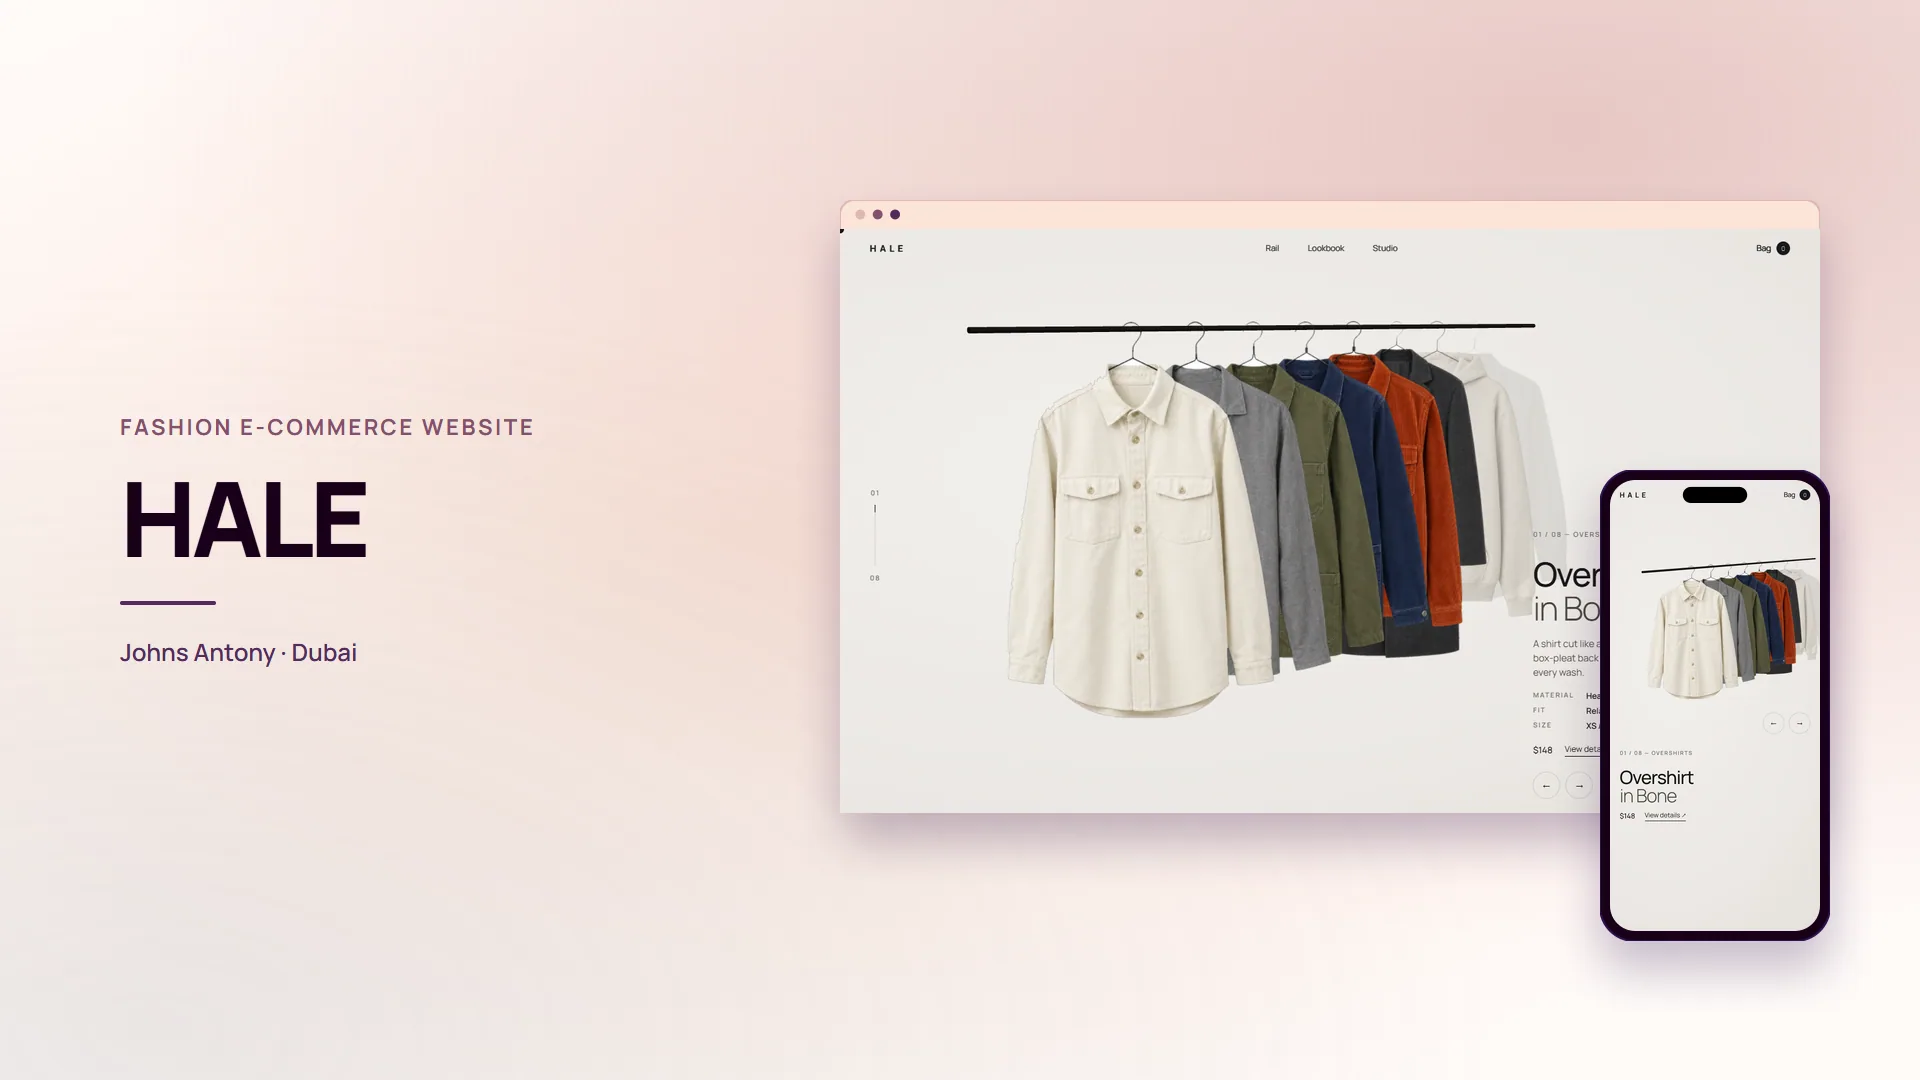 FASHION E-COMMERCE WEBSITE
HALE
Johns Antony · Dubai
HALE
Rail
Lookbook
Studio
Bag 0
01
08
01 / 08 — OVERS
Over
in Bo
A shirt cut like a
box-pleat back
every wash.
MATERIAL
FIT
SIZE XS
$148 View deta
← →
HALE
Bag 0
← →
01 / 08 — OVERSHIRTS
Overshirt
in Bone
$148 View details ↗